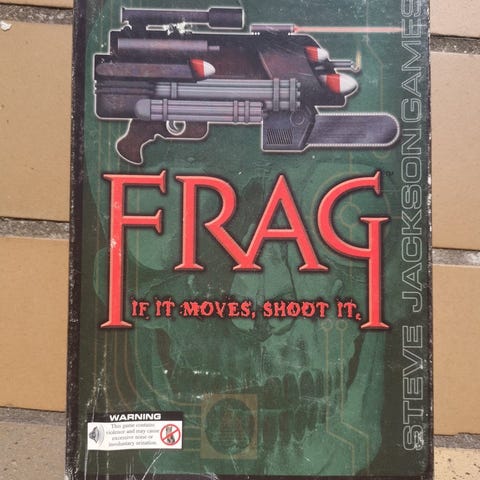 FRAG
IF IT MOVES, SHOOT IT.
STEVE JACKSON GAMES
WARNING
This game contains
violence and may cause
excessive noise or
involuntary urination.